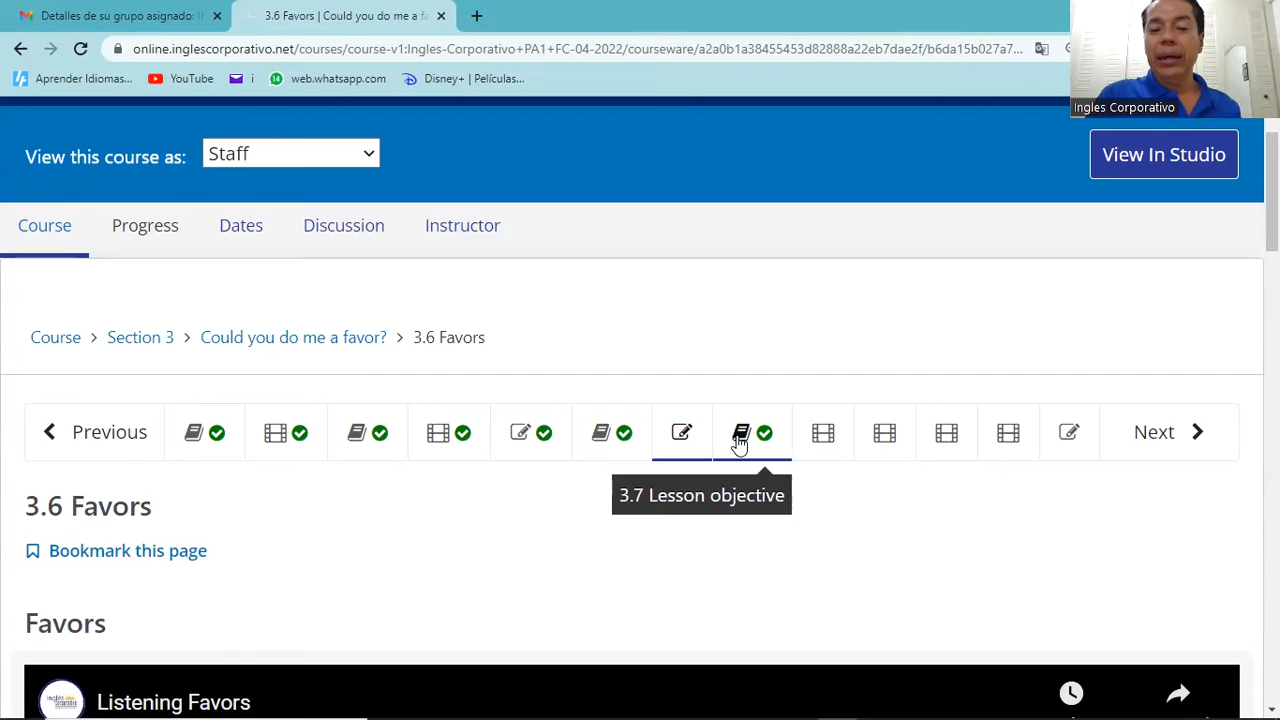 Detalles de su grupo asignado: I
3.6 Favors | Could you do me a fa
online.inglescorporativo.net/courses/course-v1:Ingles-Corporativo+PA1+FC-04-2022/courseware/a2a0b1a38455453d82888a22eb7dae2f/b6da15b027a7...
Aprender Idiomas...
YouTube
i
14
web.whatsapp.com
Disney+ - Películas...
Ingles Corporativo
View this course as:
Staff
View In Studio
Course
Progress
Dates
Discussion
Instructor
Course > Section 3 > Could you do me a favor? > 3.6 Favors
Previous
Next
3.7 Lesson objective
3.6 Favors
Bookmark this page
Favors
Listening Favors